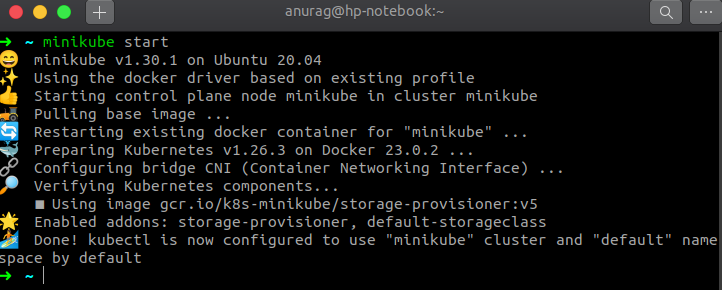 anurag@hp-notebook:~
➜ ~ minikube start
😄 minikube v1.30.1 on Ubuntu 20.04
✨ Using the docker driver based on existing profile
👍 Starting control plane node minikube in cluster minikube
🚜 Pulling base image ...
🔄 Restarting existing docker container for "minikube" ...
🐳 Preparing Kubernetes v1.26.3 on Docker 23.0.2 ...
🔗 Configuring bridge CNI (Container Networking Interface) ...
🔎 Verifying Kubernetes components...
▪ Using image gcr.io/k8s-minikube/storage-provisioner:v5
🌟 Enabled addons: storage-provisioner, default-storageclass
🏄 Done! kubectl is now configured to use "minikube" cluster and "default" name
space by default
➜ ~